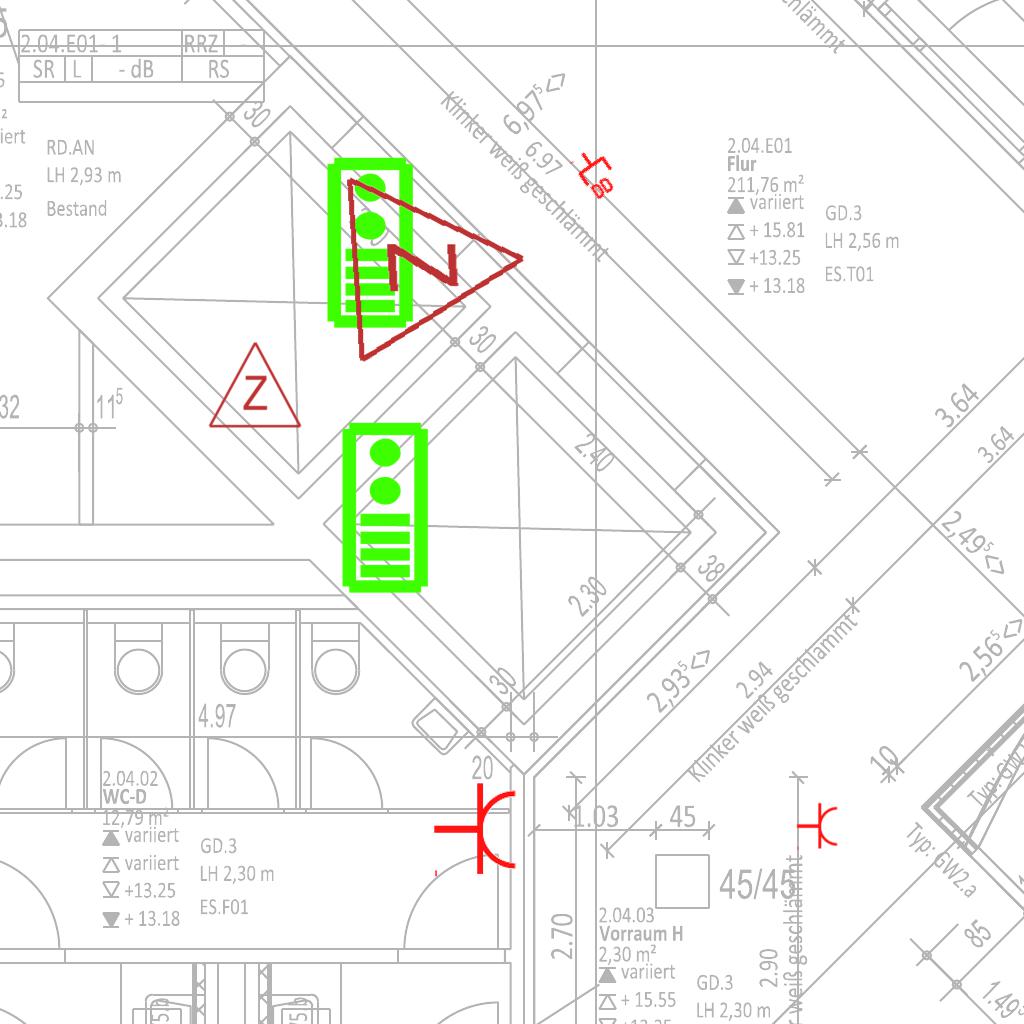 2.04.E01- 1 RRZ
SR L - dB RS
RD.AN
LH 2,93 m
Bestand
30
6,97⁵<>
6.97
Klinker weiß geschlämmt
DD
2.04.E01
Flur
211,76 m²
variiert
+ 15.81
+13.25
+ 13.18
GD.3
LH 2,56 m
ES.T01
Z
Z
30
32
11⁵
2.40
38
2.30
30
3.64
3.64
2,49⁵<>
2,56⁵<>
2,93⁵<>
2.94
Klinker weiß geschlämmt
10
4.97
20
2.04.02
WC-D
12,79 m²
variiert
variiert
+13.25
+ 13.18
GD.3
LH 2,30 m
ES.F01
1.03
45
45/45
Typ: GW2.a
2.70
2.90
85
1.49⁵
2.04.03
Vorraum H
2,30 m²
variiert
+ 15.55
GD.3
LH 2,30 m